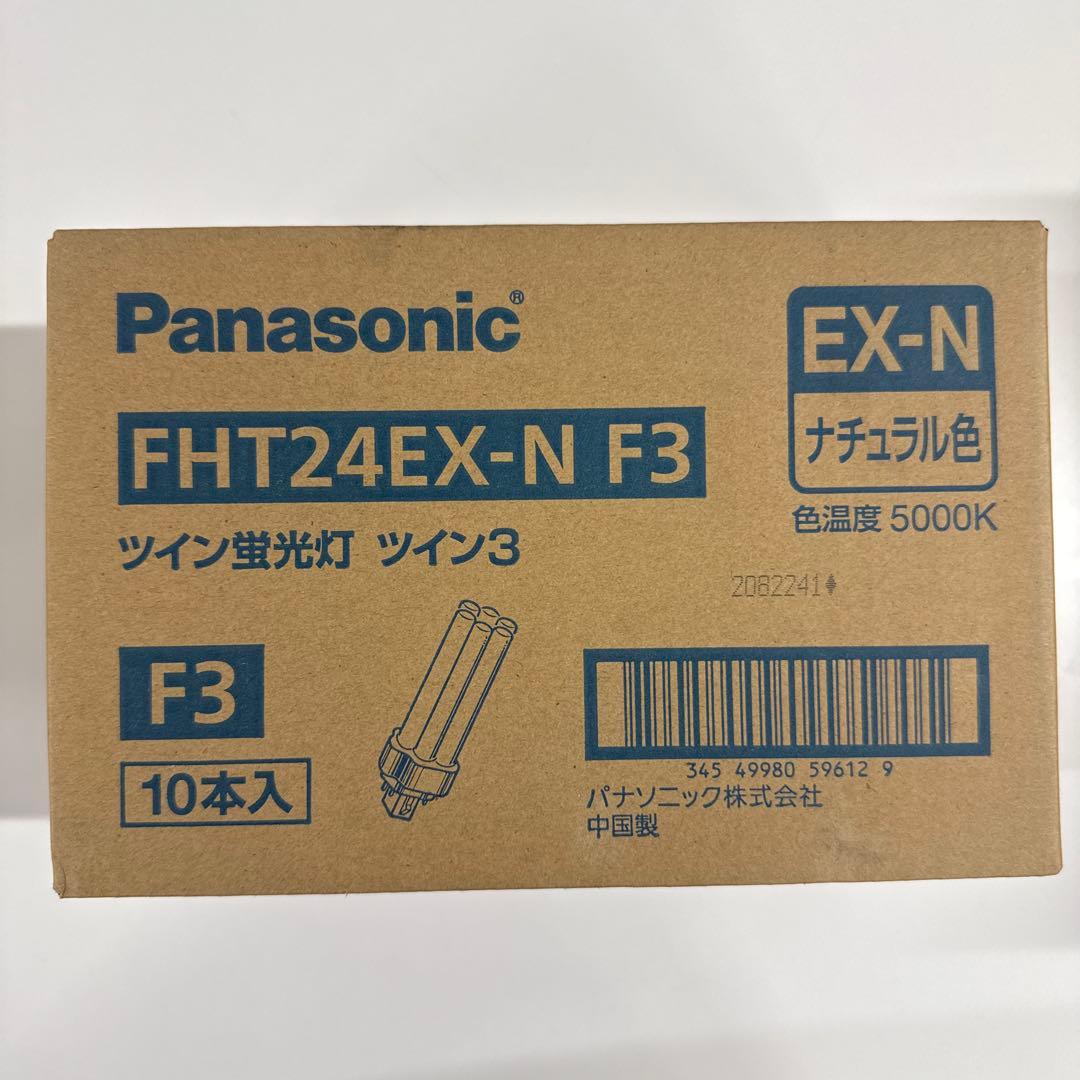 Panasonic®
EX-N
ナチュラル色
色温度 5000K
FHT24EX-N F3
ツイン蛍光灯 ツイン3
2082241♦
F3
10本入
345 49980 59612 9
パナソニック株式会社
中国製